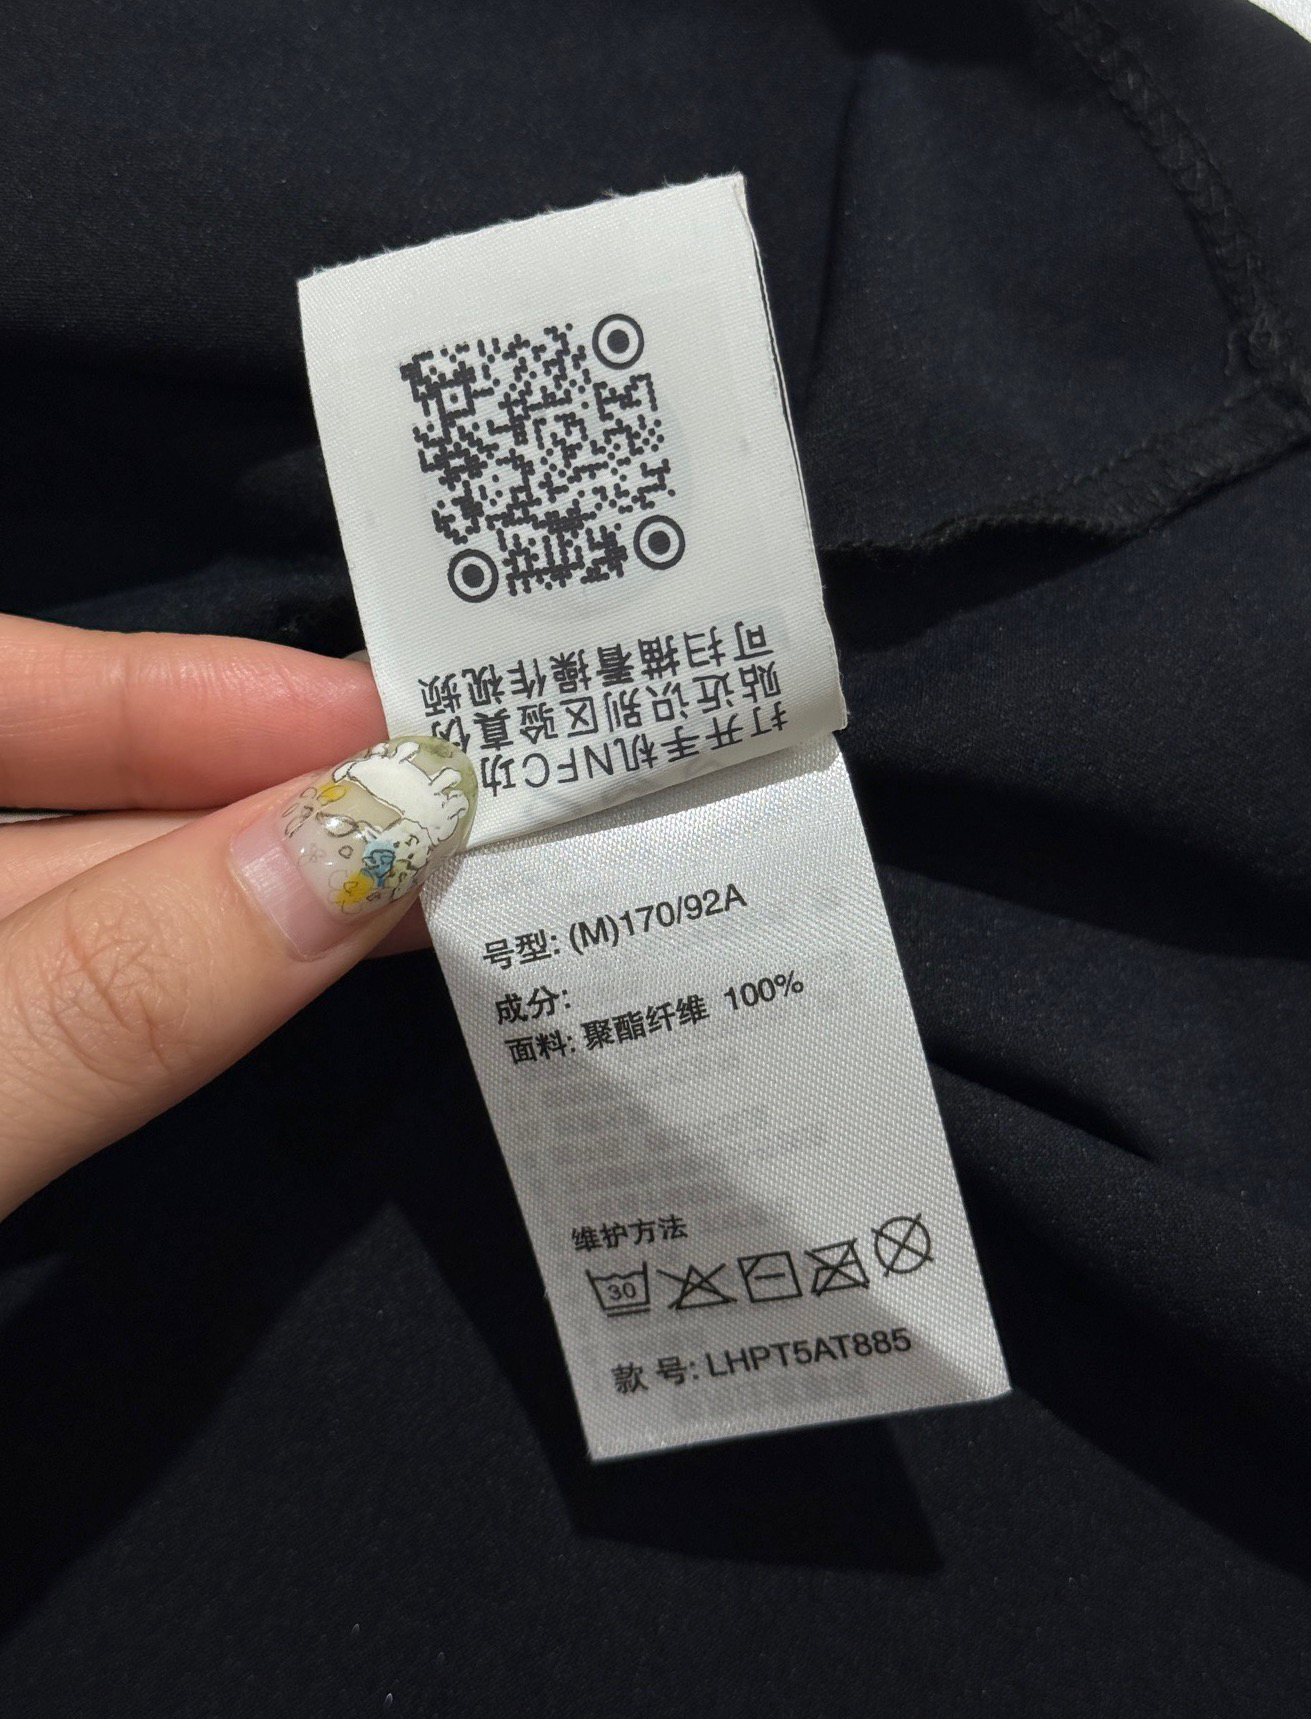 打开手机NFC功
贴近识别区验真伪
可扫描看操作视频
号型: (M)170/92A
成分:
面料: 聚酯纤维 100%
维护方法
30
款 号: LHPT5AT885